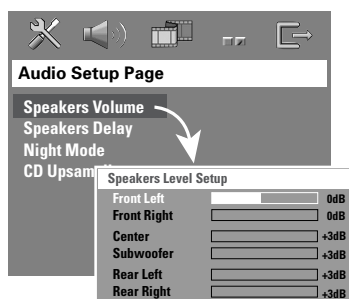 Audio Setup Page
Speakers Volume
Speakers Delay
Night Mode
CD
Speakers Level Setup
Front Left 0dB
Front Right 0dB
Center +3dB
Subwoofer +3dB
Rear Left +3dB
Rear Right +3dB